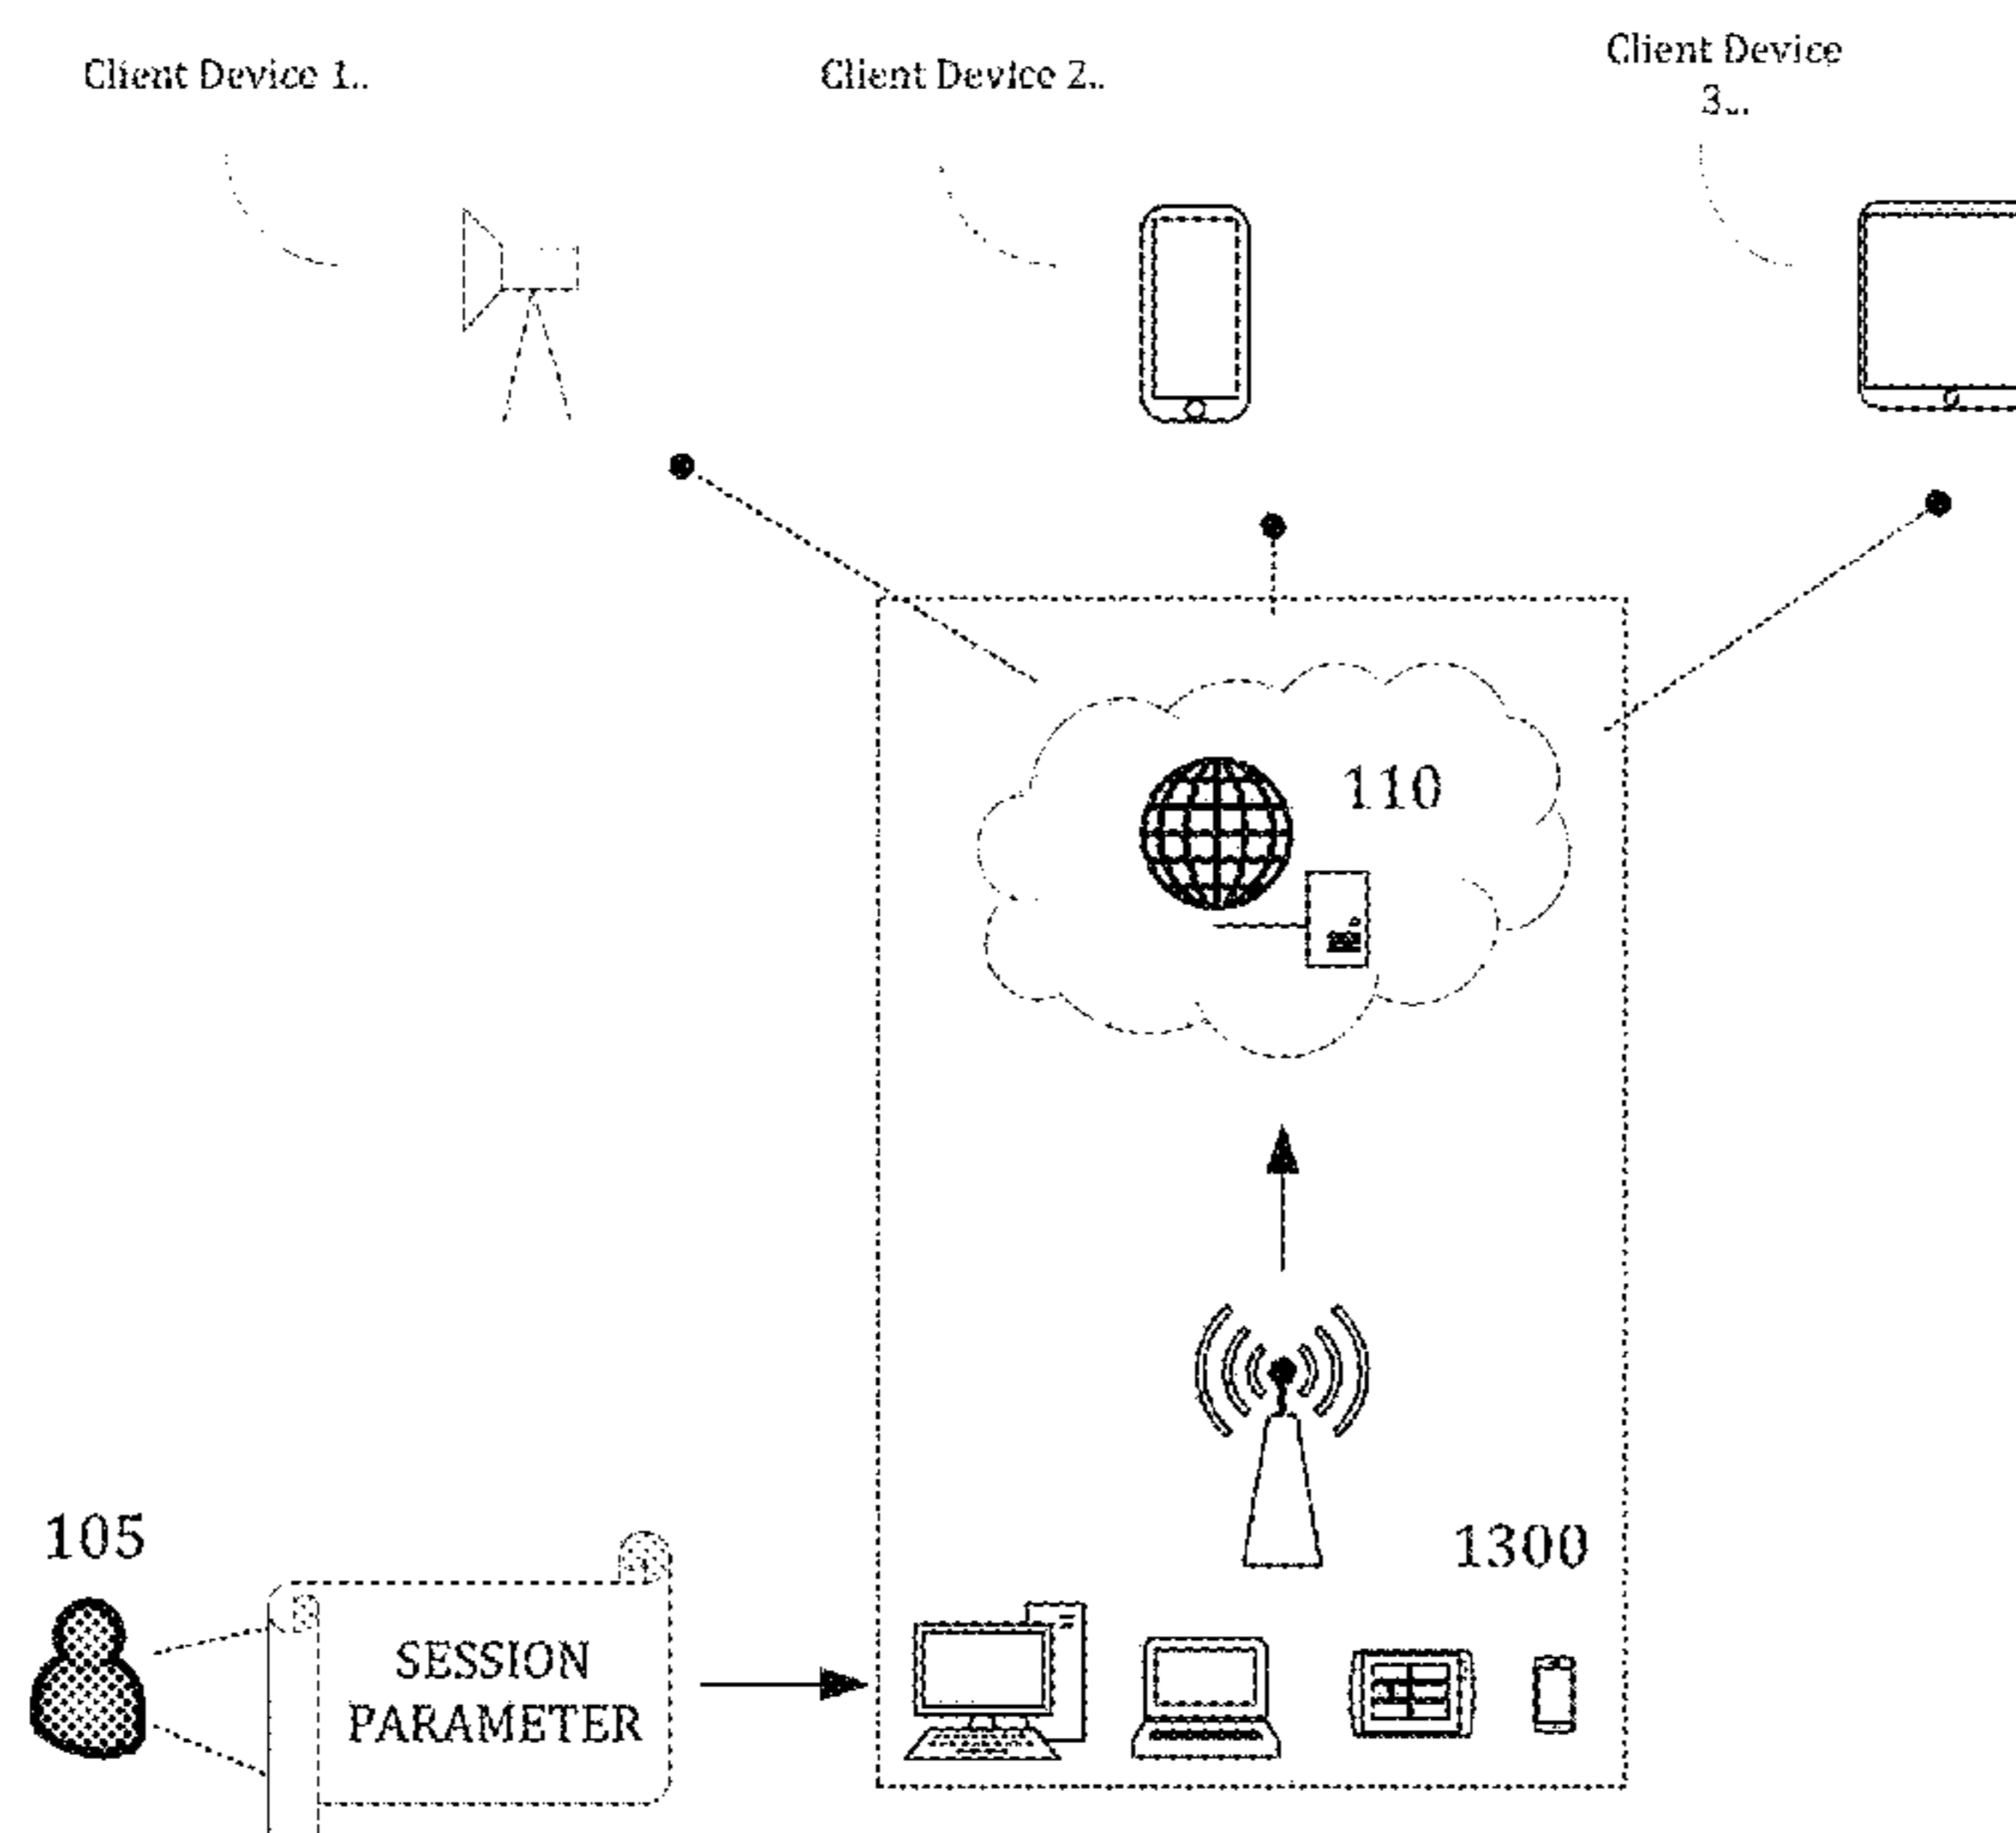 Client Device 1..
Client Device 2..
Client Device
3...
110
1300
105
SESSION
PARAMETER